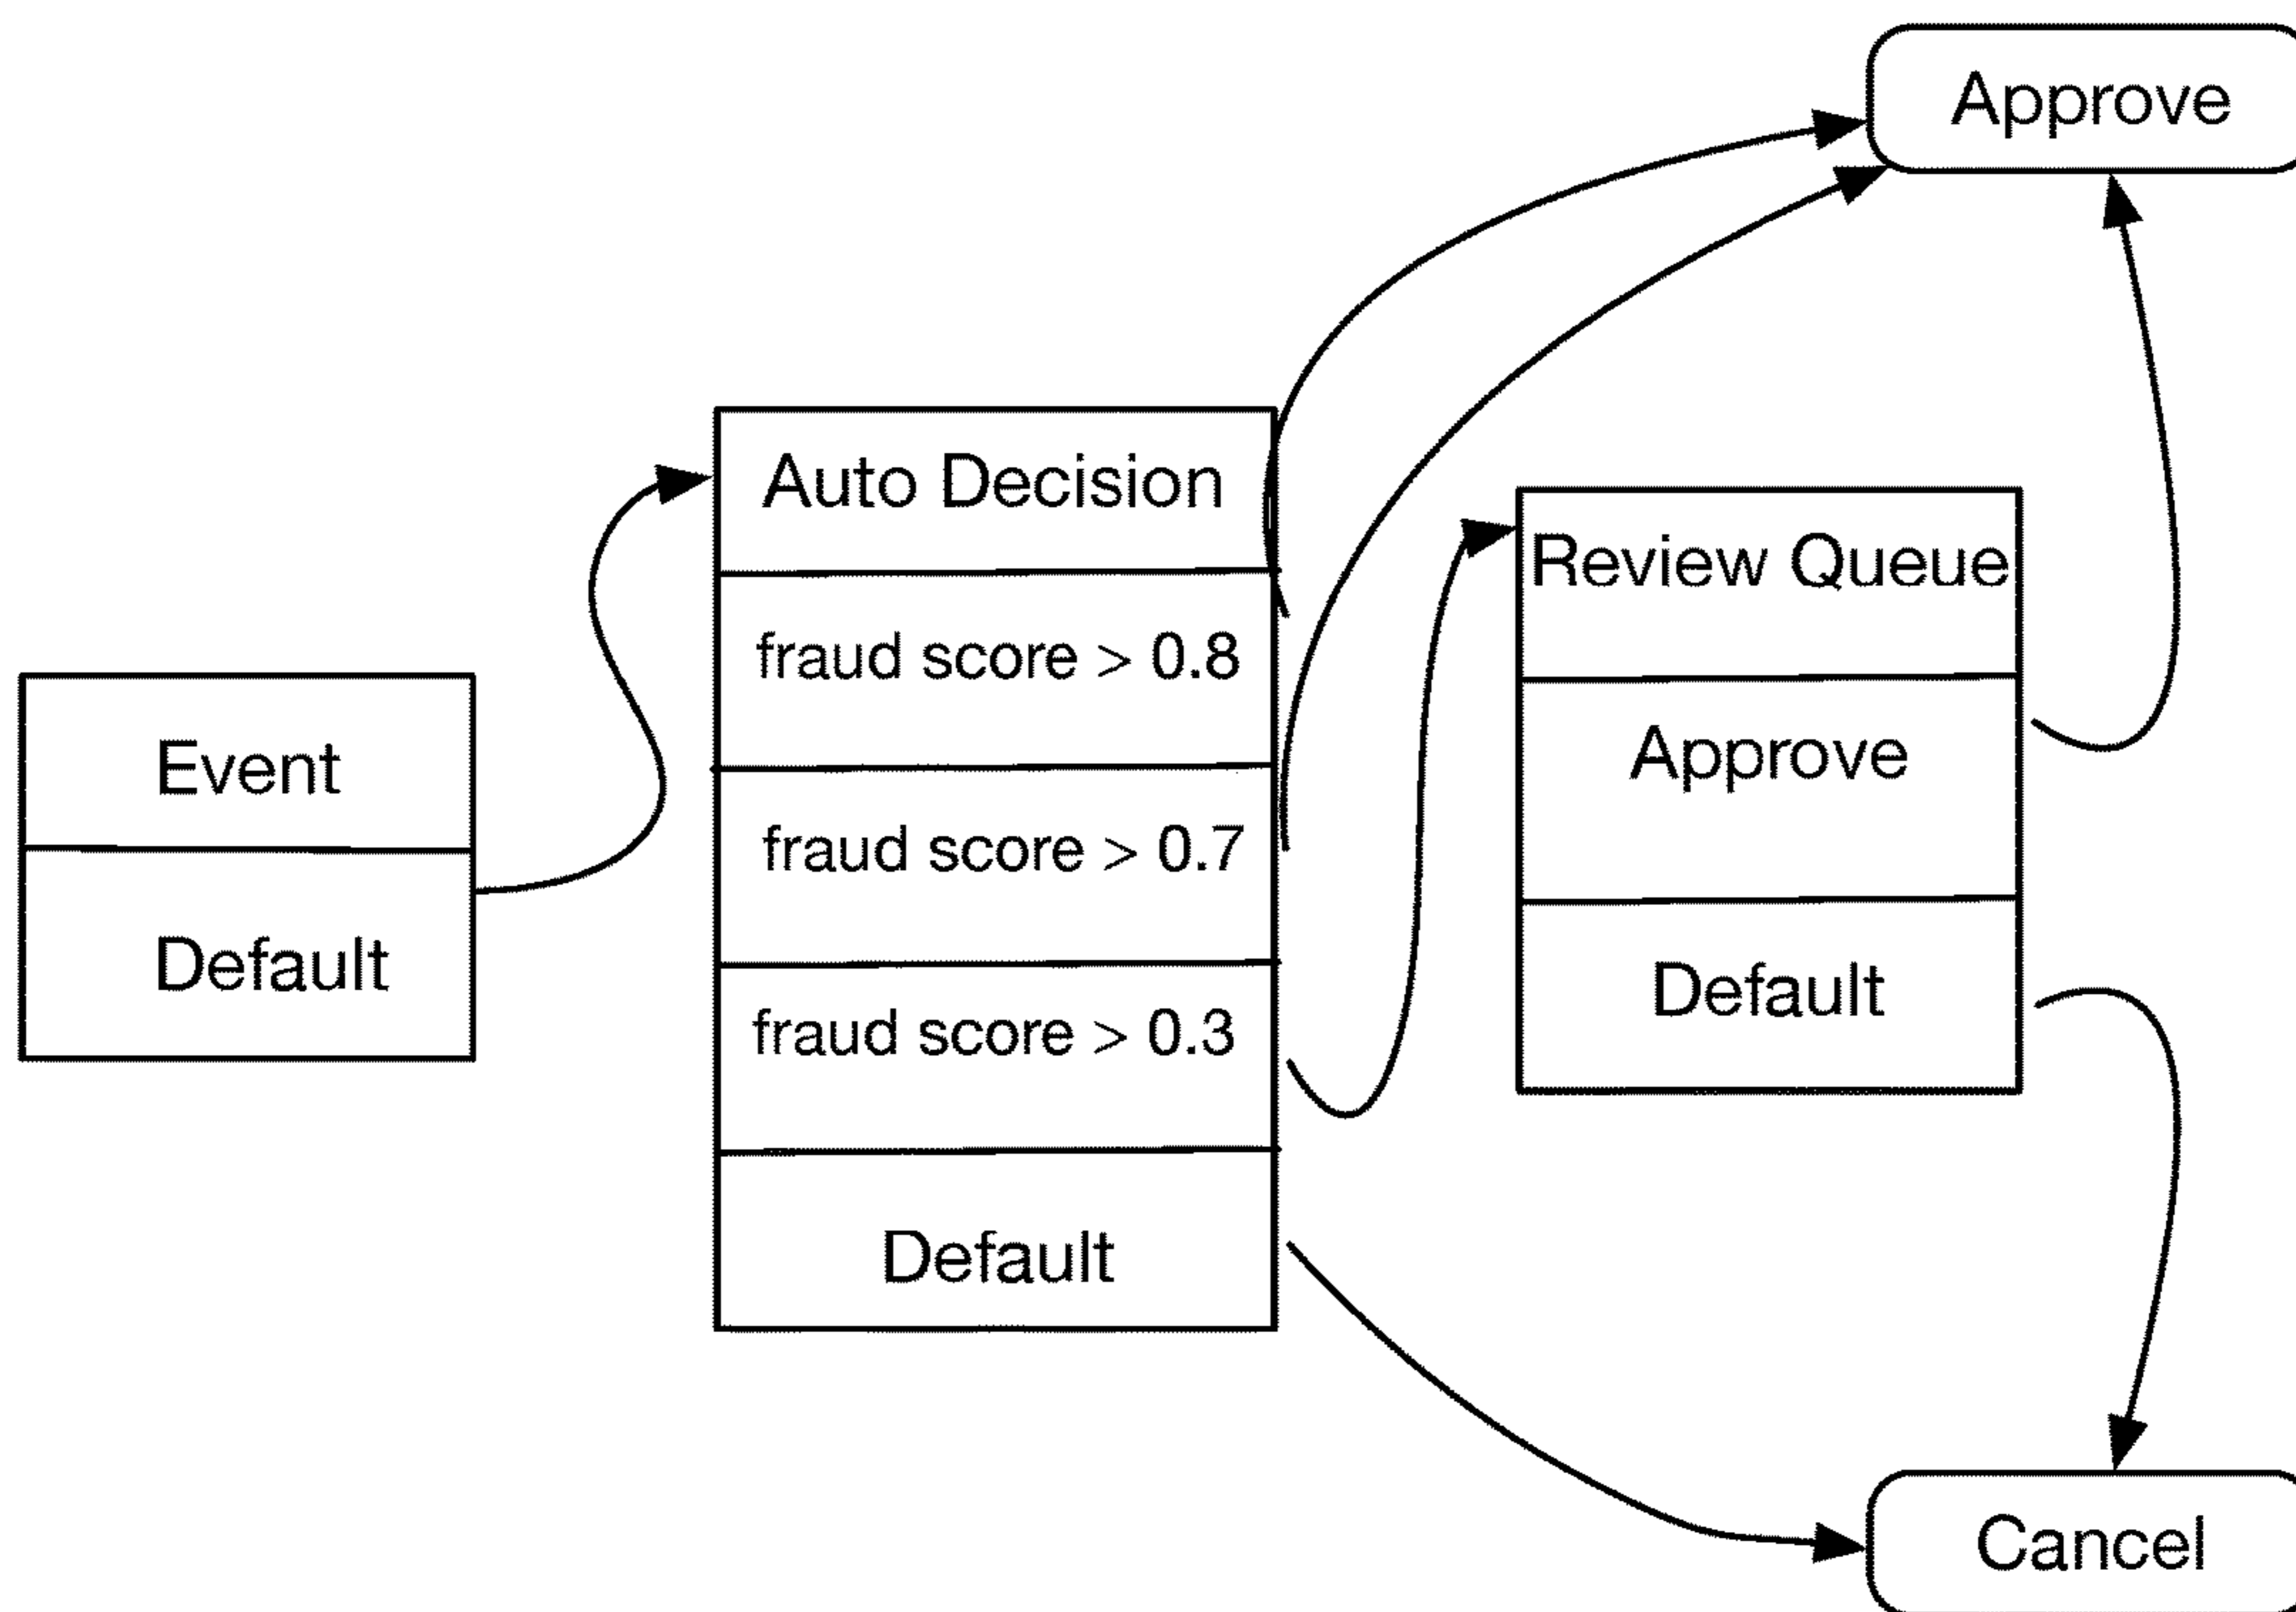 Approve
Auto Decision
fraud score > 0.8
fraud score > 0.7
fraud score > 0.3
Default
Event
Default
Review Queue
Approve
Default
Cancel